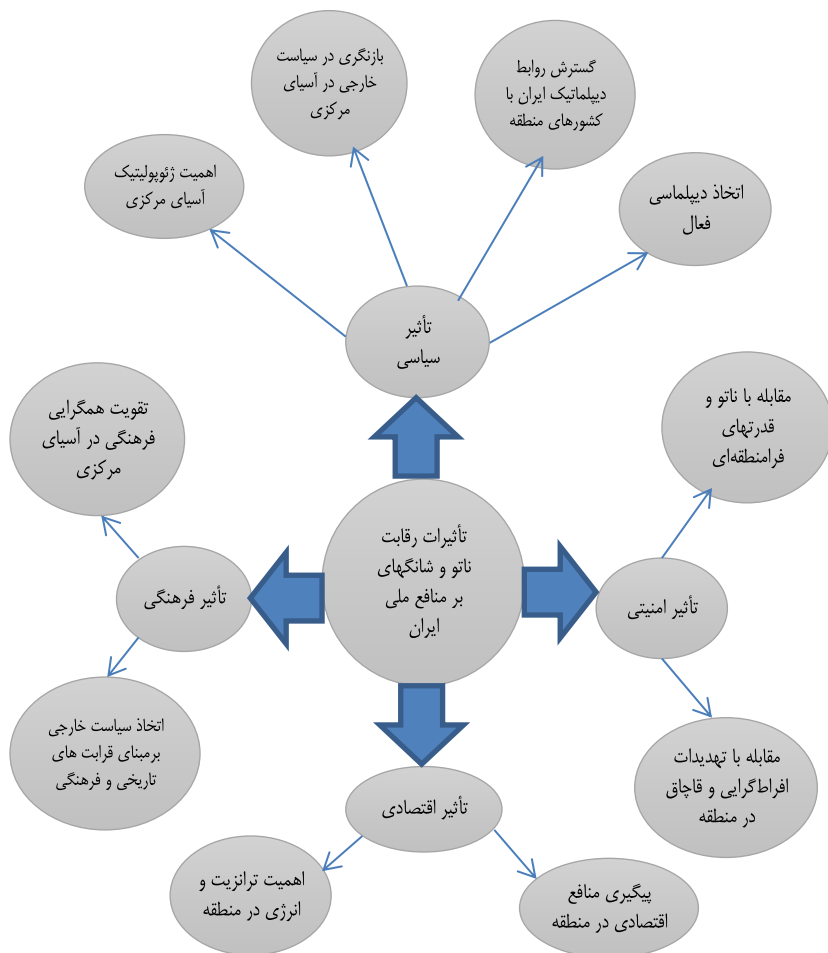 بازنگری در سیاست
خارجی در آسیای
مرکزی
گسترش روابط
دیپلماتیک ایران با
کشورهای منطقه
اهمیت ژئوپولیتیک
آسیای مرکزی
اتخاذ دیپلماسی
فعال
تأثیر
سیاسی
مقابله با ناتو و
قدرتهای
فرامنطقه‌ای
تقویت همگرایی
فرهنگی در آسیای
مرکزی
تأثیرات رقابت
ناتو و شانگهای
بر منافع ملی
ایران
تأثیر امنیتی
تأثیر فرهنگی
اتخاذ سیاست خارجی
برمبنای قرابت های
تاریخی و فرهنگی
مقابله با تهدیدات
افراط‌گرایی و قاچاق
در منطقه
تأثیر اقتصادی
اهمیت ترانزیت و
انرژی در منطقه
پیگیری منافع
اقتصادی در منطقه